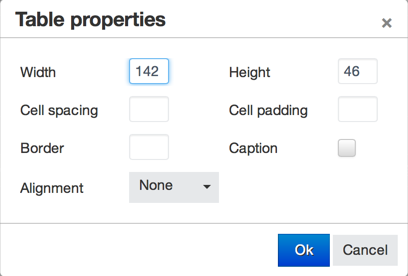 Table properties ×
Width 142 Height 46
Cell spacing Cell padding
Border Caption
Alignment None
Ok Cancel